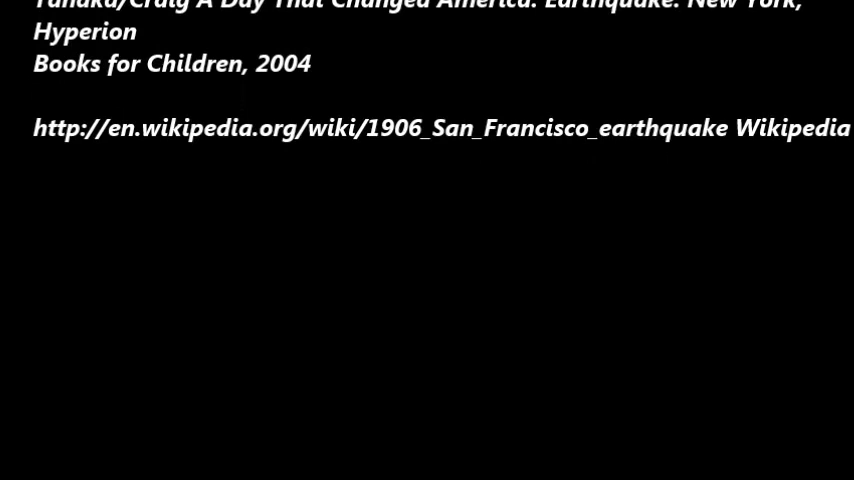 Tanaka/Craig A Day That Changed America: Earthquake. New York,
Hyperion
Books for Children, 2004
http://en.wikipedia.org/wiki/1906_San_Francisco_earthquake Wikipedia